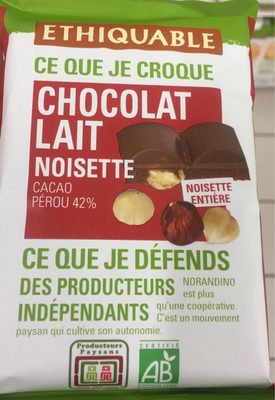 ETHIQUABLE
CE QUE JE CROQUE
CHOCOLAT
LAIT
NOISETTE
CACAO
PÉROU 42%
NOISETTE
ENTIÈRE
CE QUE JE DÉFENDS
DES PRODUCTEURS
INDÉPENDANTS
NORANDINO
est plus
qu'une coopérative.
C'est un mouvement
paysan qui cultive son autonomie.
Producteurs
Paysans
CERTIFIÉ
AB
AGRICULTURE